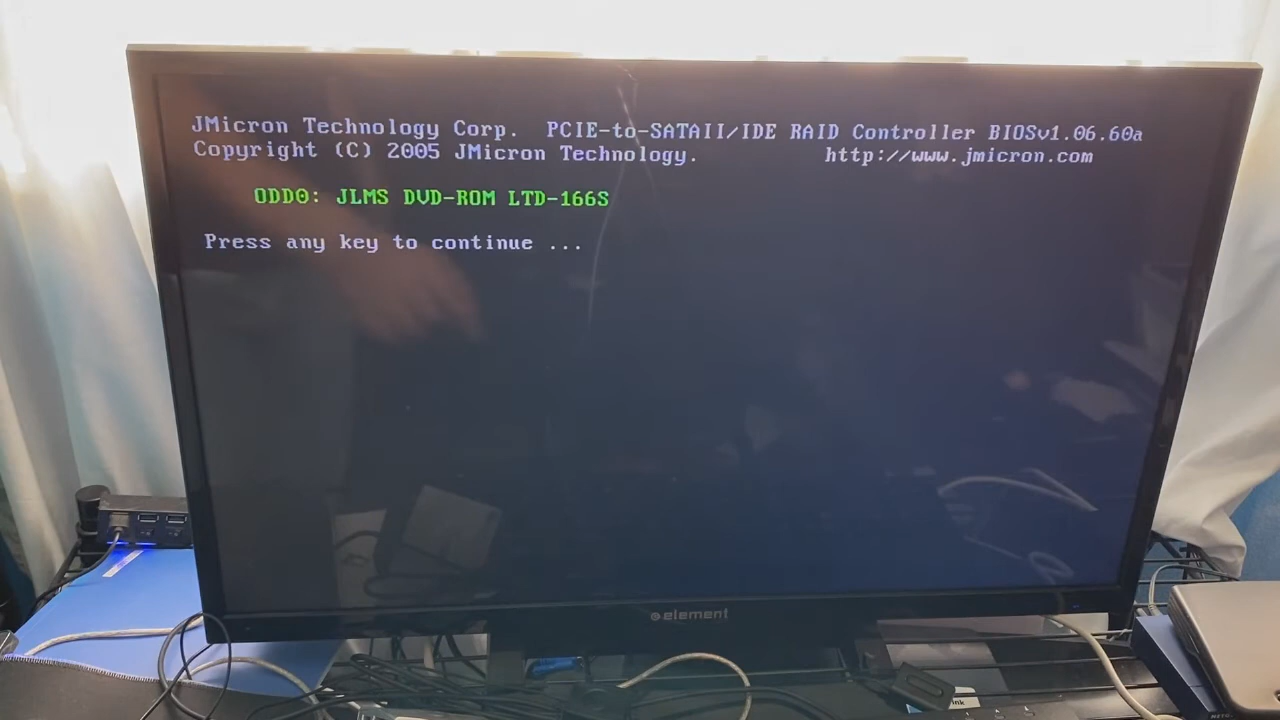 JMicron Technology Corp. PCIE-to-SATAII/IDE RAID Controller BIOSv1.06.60a
Copyright (C) 2005 JMicron Technology. http://www.jmicron.com
ODD0: JLMS DVD-ROM LTD-166S
Press any key to continue ...
element